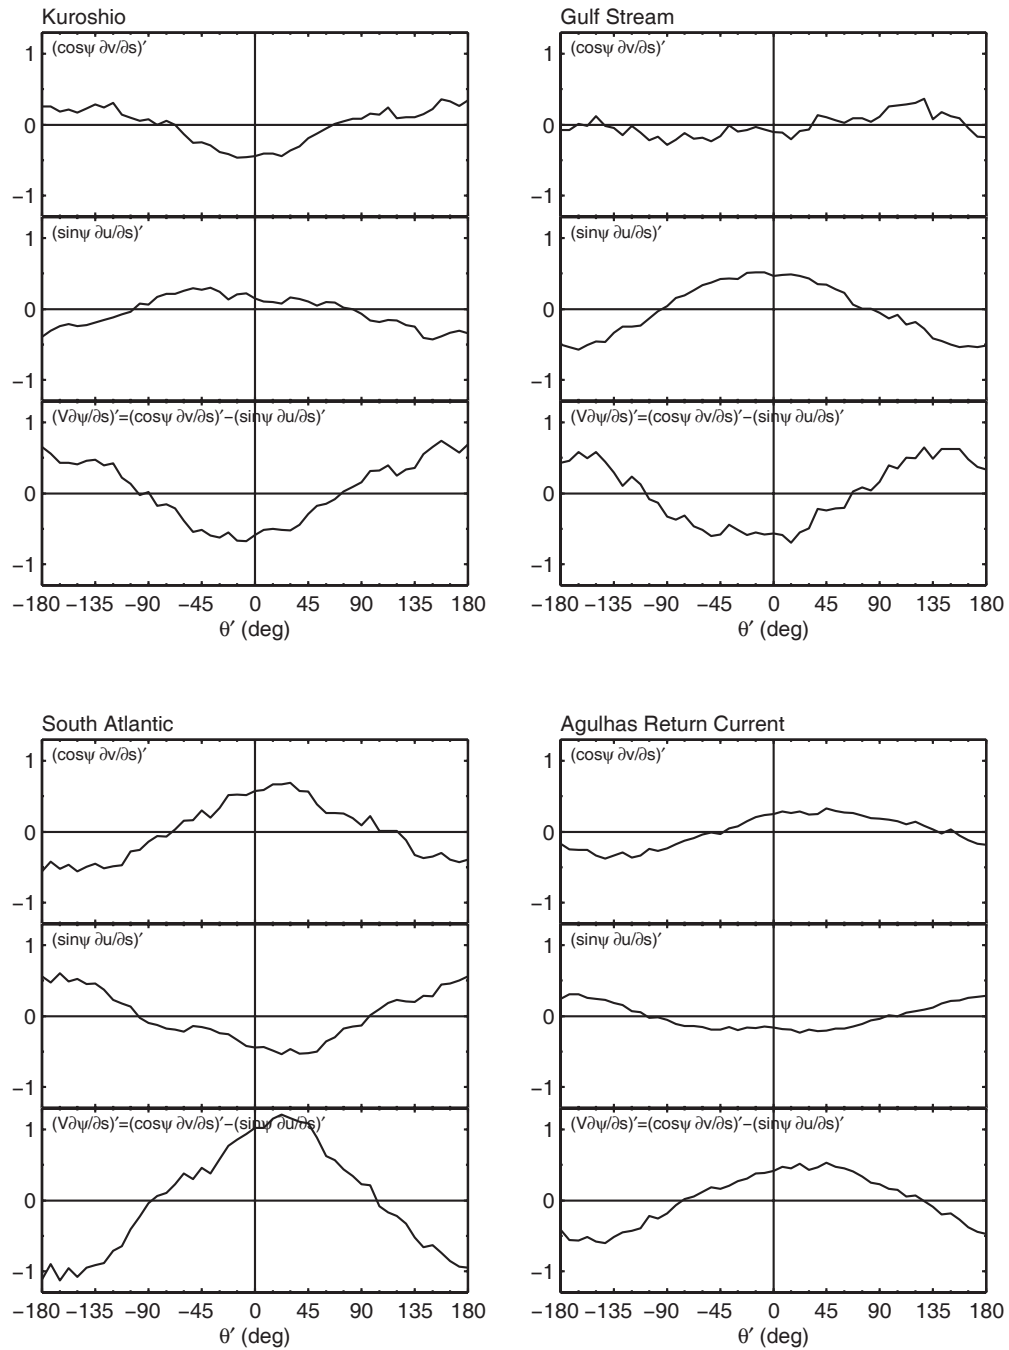 Kuroshio
(cosψ ∂v/∂s)′
1
0
−1
(sinψ ∂u/∂s)′
1
0
−1
(V∂ψ/∂s)′=(cosψ ∂v/∂s)′−(sinψ ∂u/∂s)′
1
0
−1
−180 −135 −90 −45 0 45 90 135 180
θ′ (deg)
Gulf Stream
(cosψ ∂v/∂s)′
1
0
−1
(sinψ ∂u/∂s)′
1
0
−1
(V∂ψ/∂s)′=(cosψ ∂v/∂s)′−(sinψ ∂u/∂s)′
1
0
−1
−180 −135 −90 −45 0 45 90 135 180
θ′ (deg)
South Atlantic
(cosψ ∂v/∂s)′
1
0
−1
(sinψ ∂u/∂s)′
1
0
−1
(V∂ψ/∂s)′=(cosψ ∂v/∂s)′−(sinψ ∂u/∂s)′
1
0
−1
−180 −135 −90 −45 0 45 90 135 180
θ′ (deg)
Agulhas Return Current
(cosψ ∂v/∂s)′
1
0
−1
(sinψ ∂u/∂s)′
1
0
−1
(V∂ψ/∂s)′=(cosψ ∂v/∂s)′−(sinψ ∂u/∂s)′
1
0
−1
−180 −135 −90 −45 0 45 90 135 180
θ′ (deg)